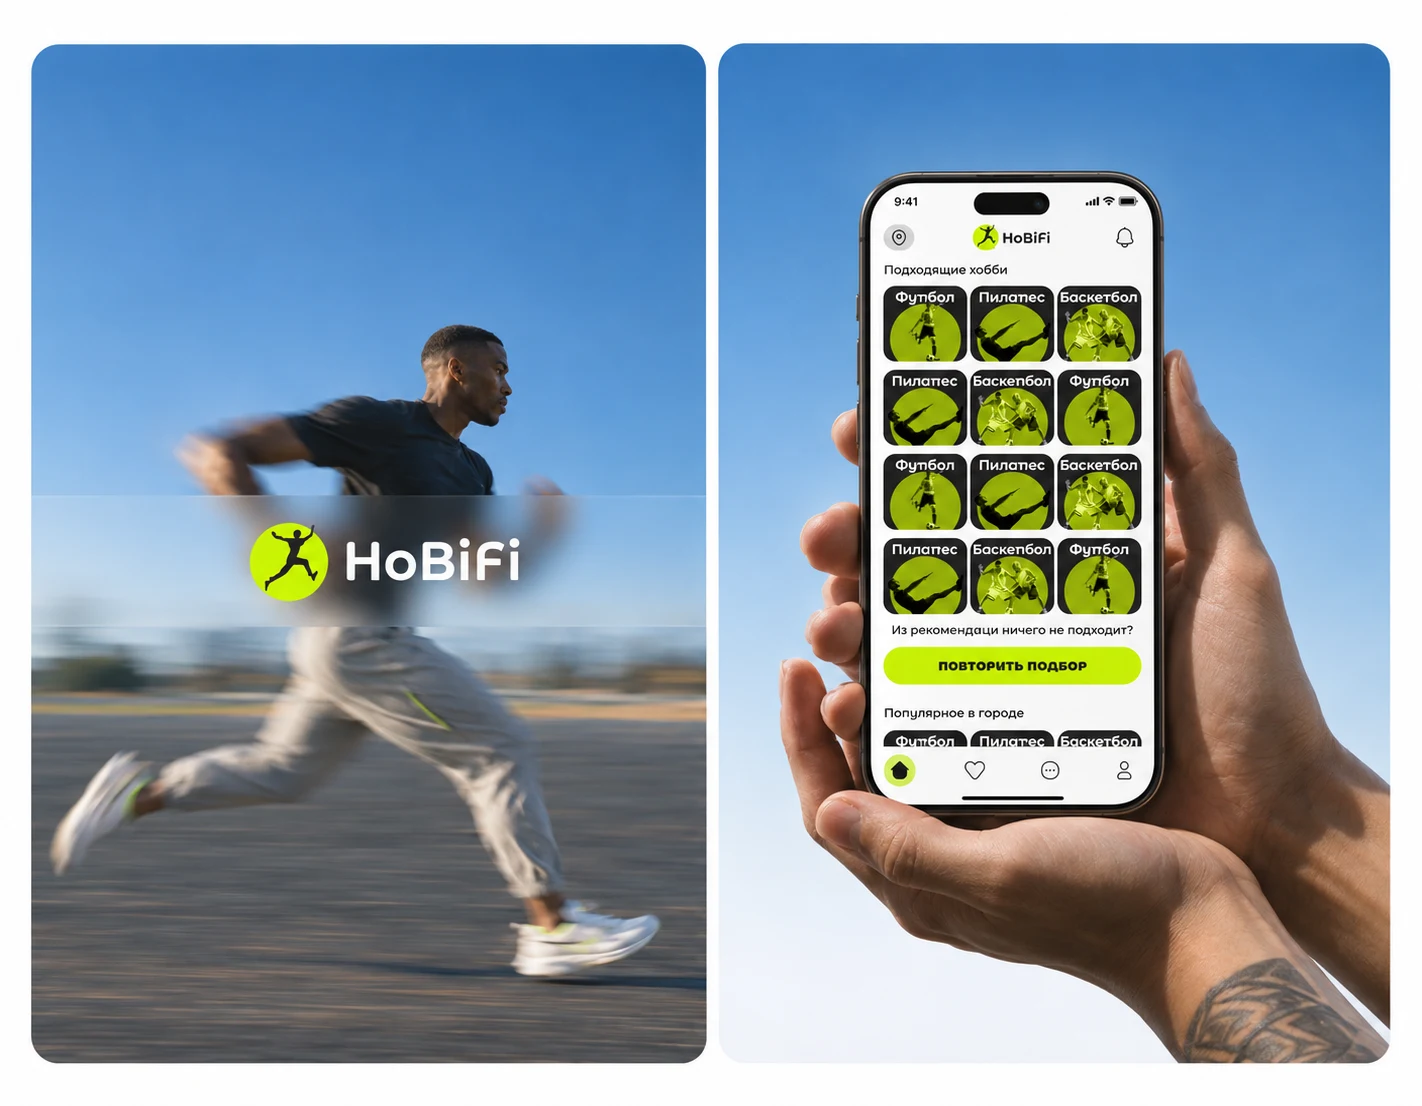 HoBiFi
9:41
HoBiFi
Подходящие хобби
Футбол Пилатес Баскетбол
Пилатес Баскетбол Футбол
Футбол Пилатес Баскетбол
Пилатес Баскетбол Футбол
Из рекомендаци ничего не подходит?
ПОВТОРИТЬ ПОДБОР
Популярное в городе
Футбол Пилатес Баскетбол